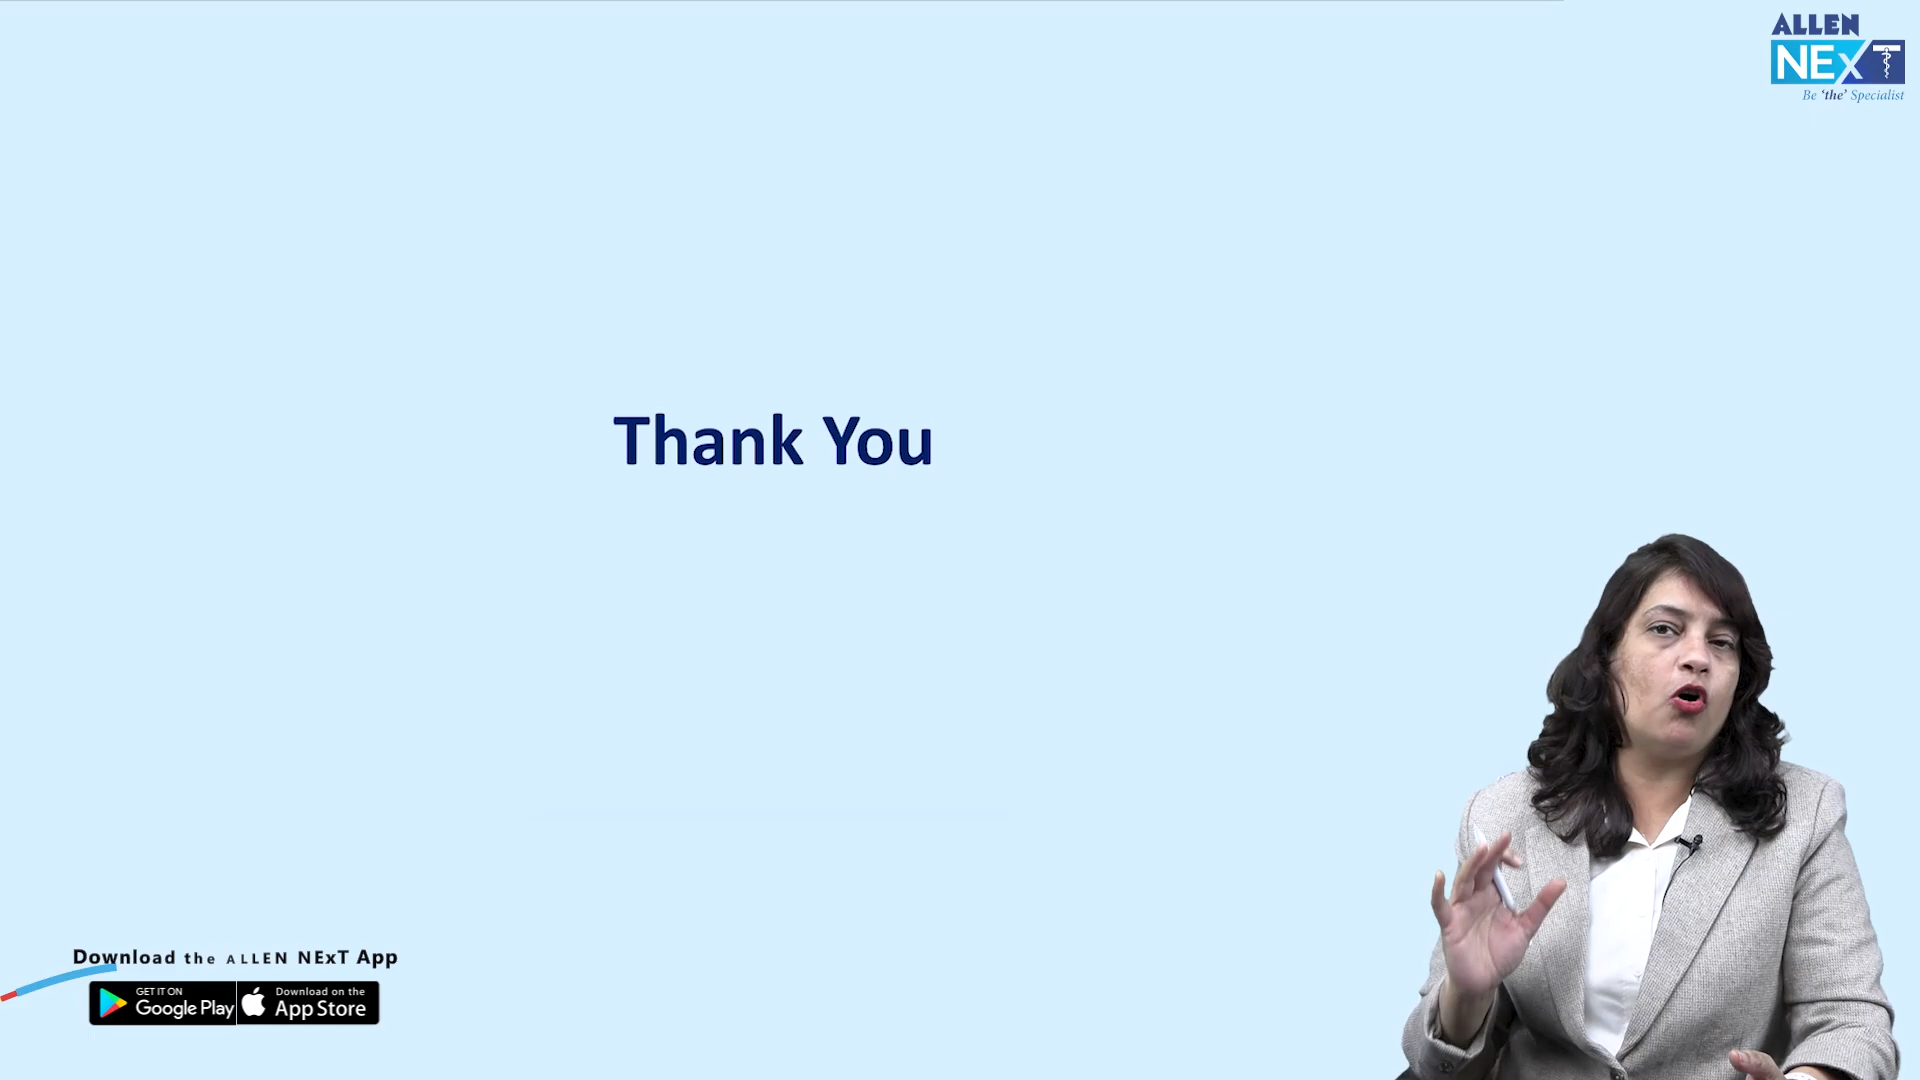 ALLEN
NExT
Be 'the' Specialist
Thank You
Download the ALLEN NExT App
GET IT ON
Google Play
Download on the
App Store